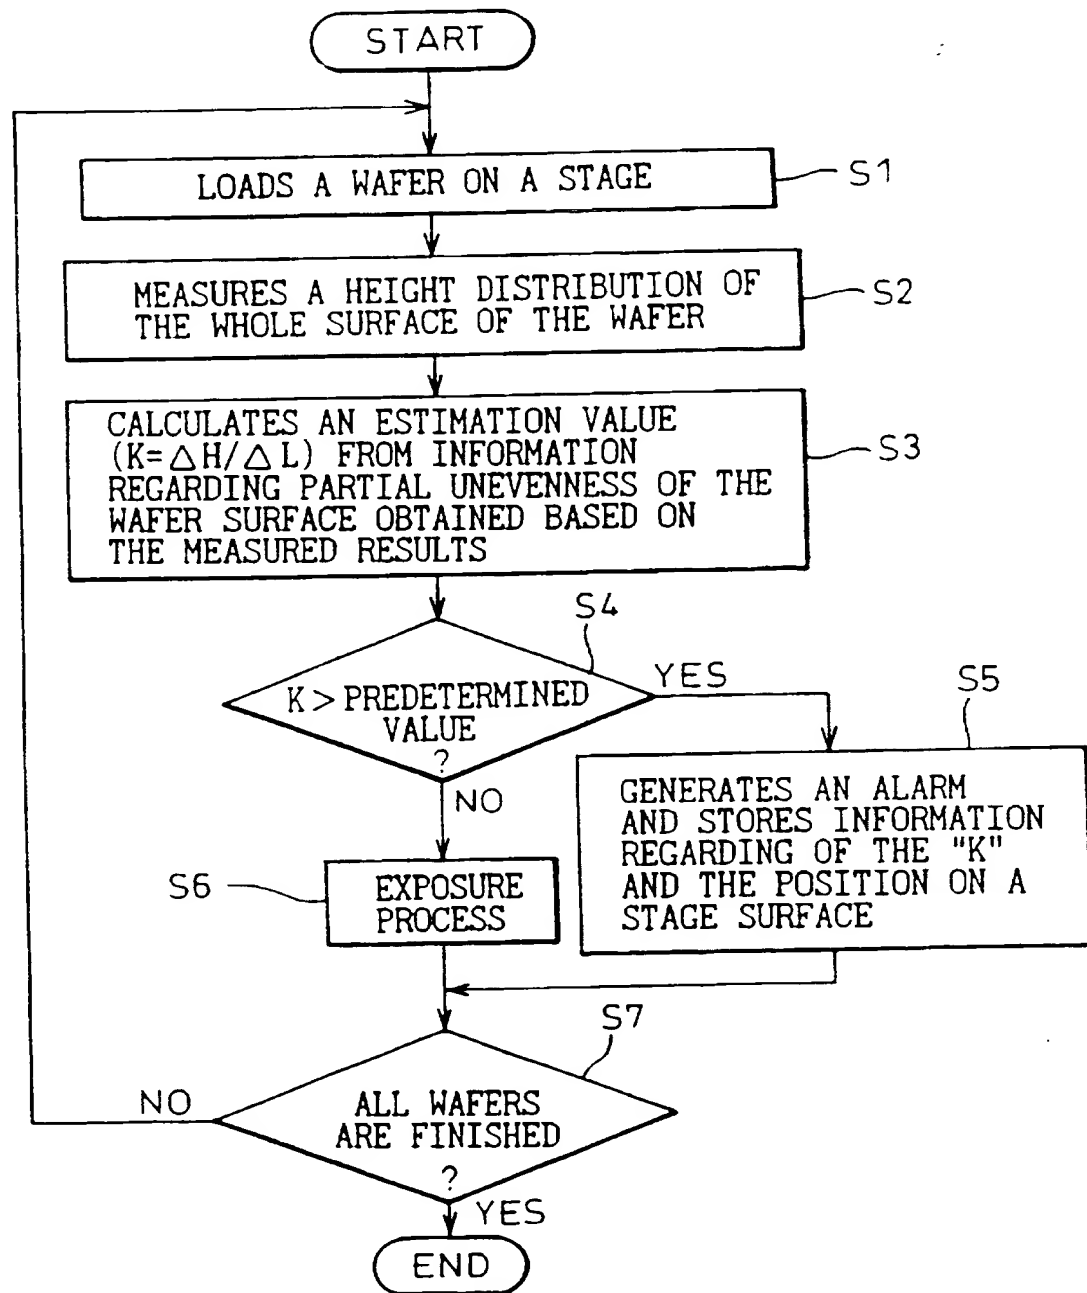 START
LOADS A WAFER ON A STAGE
S1
MEASURES A HEIGHT DISTRIBUTION OF
THE WHOLE SURFACE OF THE WAFER
S2
CALCULATES AN ESTIMATION VALUE
(K=△H/△L) FROM INFORMATION
REGARDING PARTIAL UNEVENNESS OF THE
WAFER SURFACE OBTAINED BASED ON
THE MEASURED RESULTS
S3
S4
K > PREDETERMINED
VALUE
?
YES
NO
S5
GENERATES AN ALARM
AND STORES INFORMATION
REGARDING OF THE "K"
AND THE POSITION ON A
STAGE SURFACE
S6
EXPOSURE
PROCESS
S7
ALL WAFERS
ARE FINISHED
?
NO
YES
END